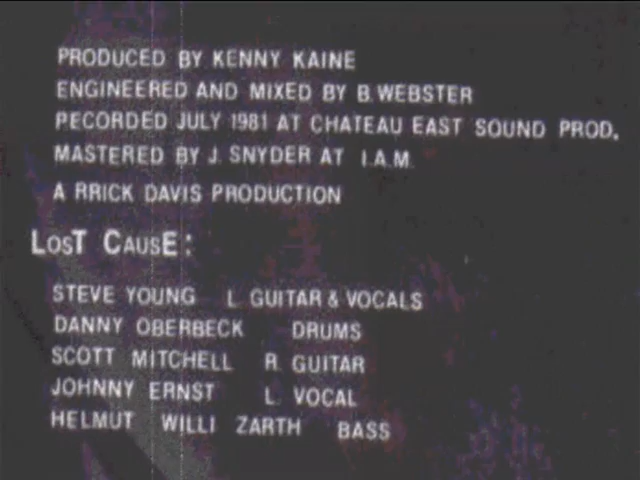 PRODUCED BY KENNY KAINE
ENGINEERED AND MIXED BY B. WEBSTER
RECORDED JULY 1981 AT CHATEAU EAST SOUND PROD.
MASTERED BY J. SNYDER AT I.A.M.
A RRICK DAVIS PRODUCTION
LosT CausE:
STEVE YOUNG L. GUITAR & VOCALS
DANNY OBERBECK DRUMS
SCOTT MITCHELL R. GUITAR
JOHNNY ERNST L. VOCAL
HELMUT WILLI ZARTH BASS